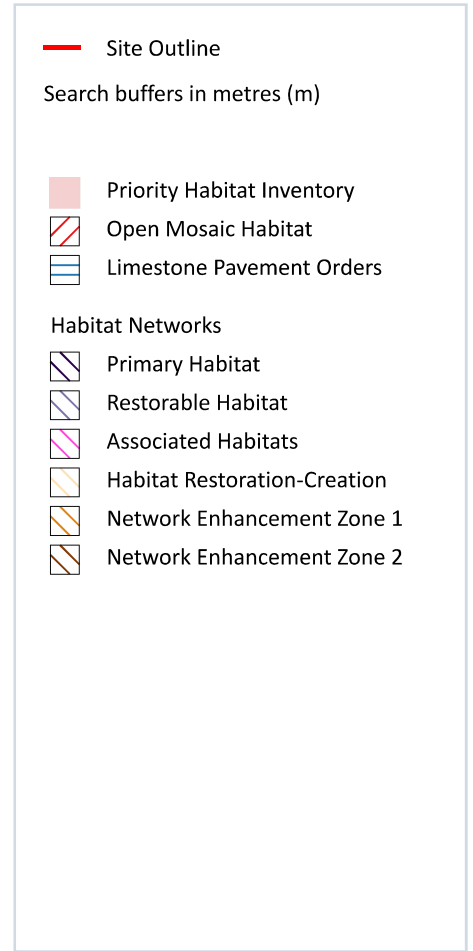 Site Outline
Search buffers in metres (m)
Priority Habitat Inventory
Open Mosaic Habitat
Limestone Pavement Orders
Habitat Networks
Primary Habitat
Restorable Habitat
Associated Habitats
Habitat Restoration-Creation
Network Enhancement Zone 1
Network Enhancement Zone 2